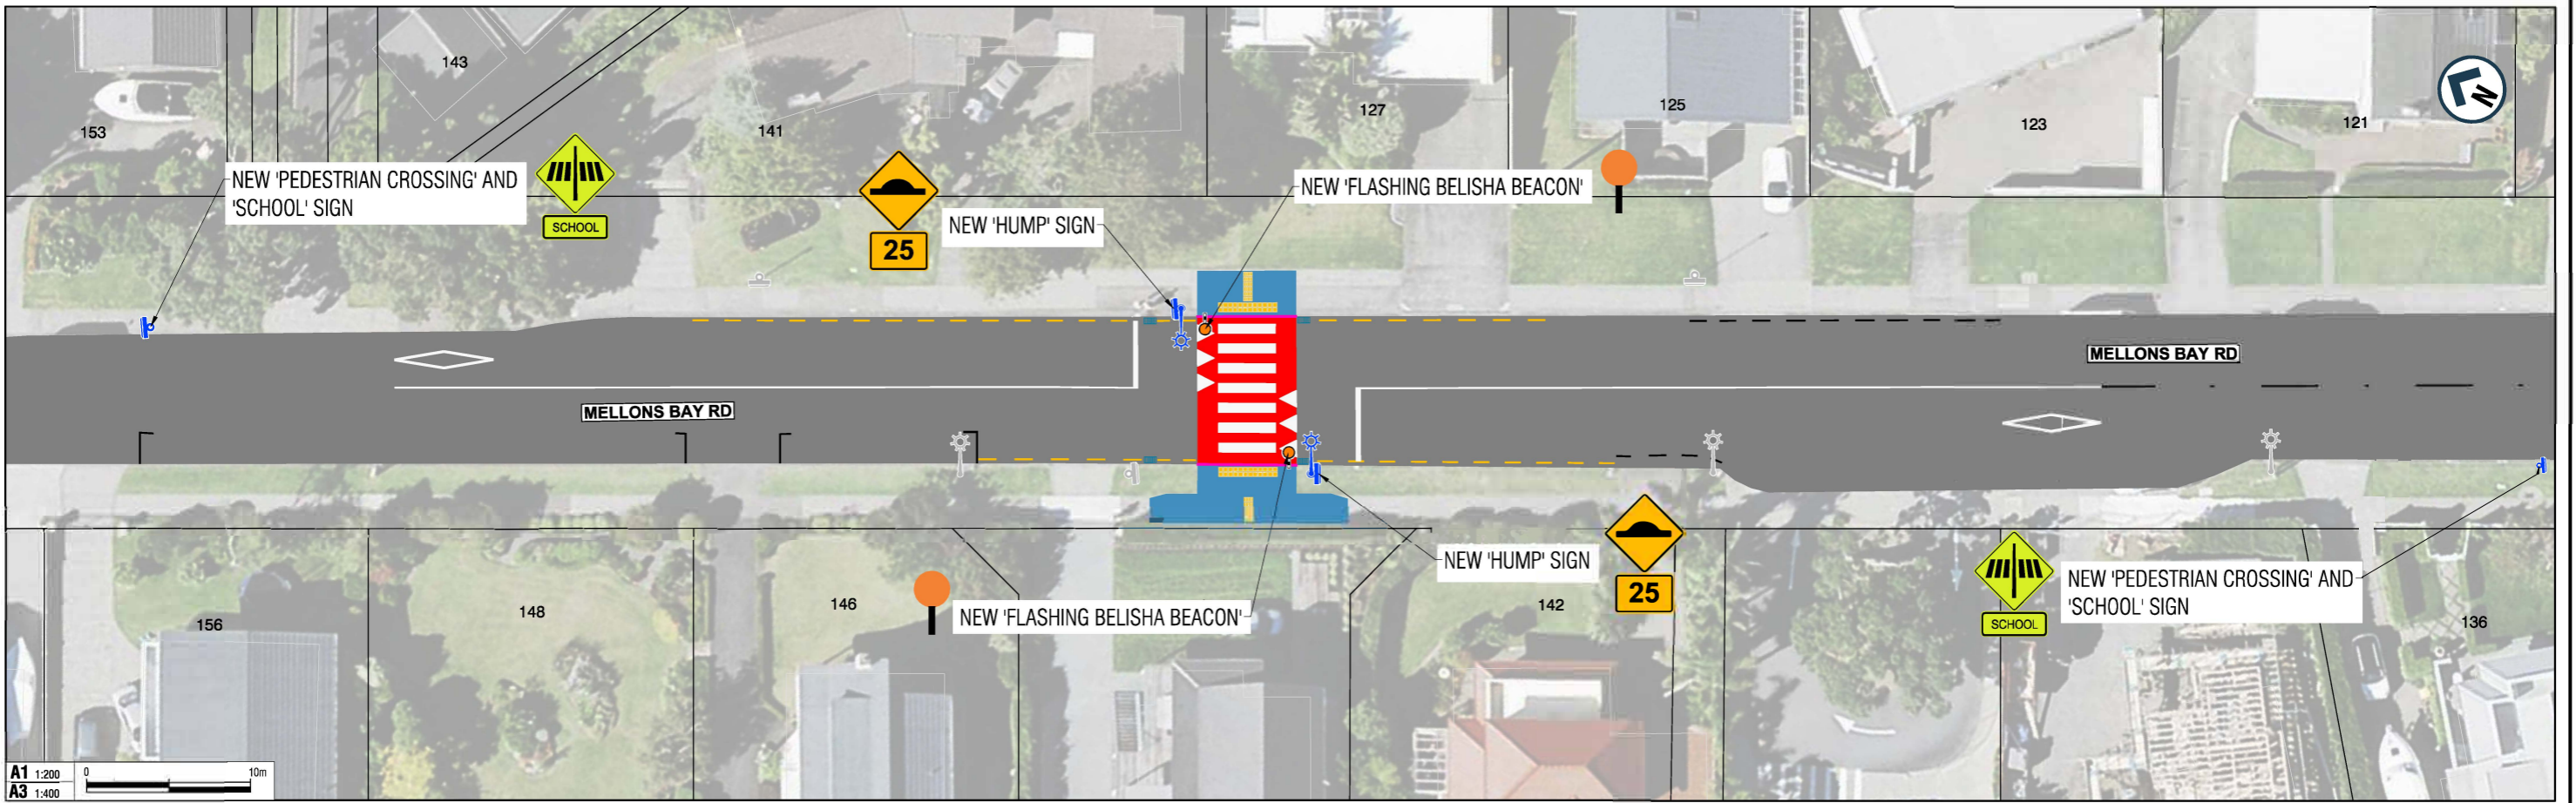 143
153
141
127
125
123
121
N
NEW 'PEDESTRIAN CROSSING' AND
'SCHOOL' SIGN
SCHOOL
25
NEW 'HUMP' SIGN
NEW 'FLASHING BELISHA BEACON'
MELLONS BAY RD
MELLONS BAY RD
156
148
146
NEW 'FLASHING BELISHA BEACON'
NEW 'HUMP' SIGN
142
25
SCHOOL
NEW 'PEDESTRIAN CROSSING' AND
'SCHOOL' SIGN
136
A1 1:200
A3 1:400
0 10m